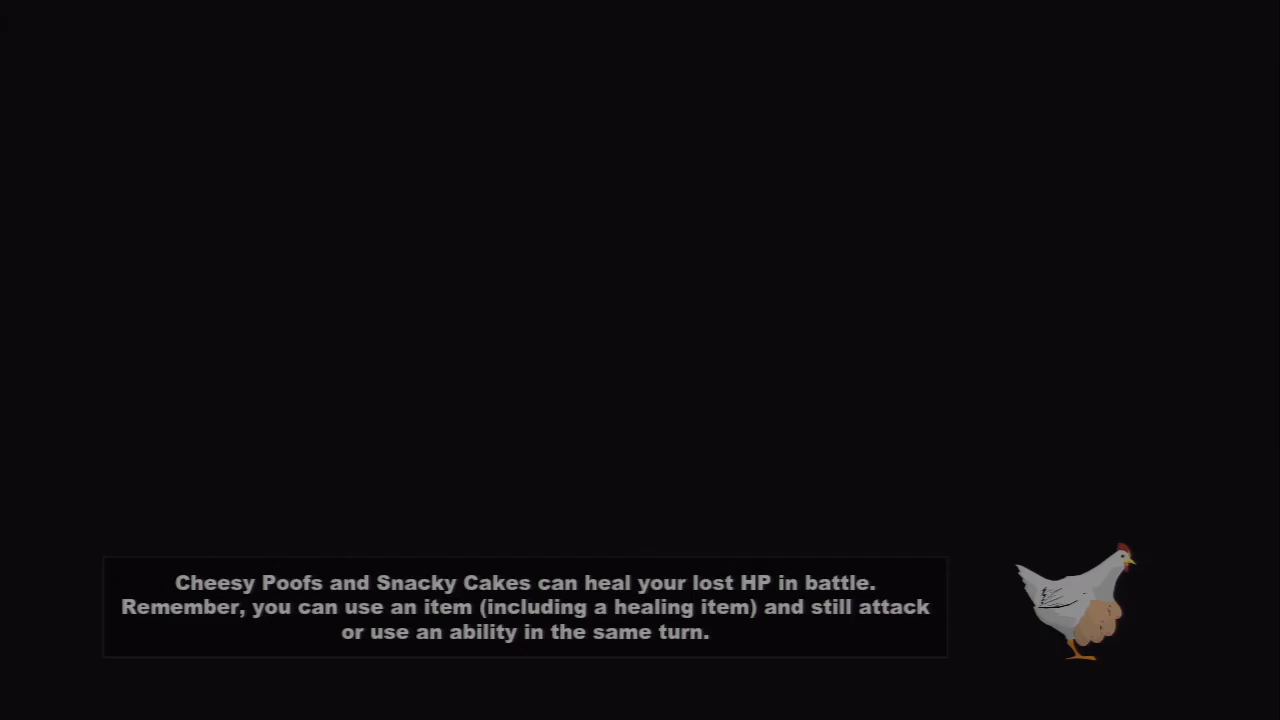 Cheesy Poofs and Snacky Cakes can heal your lost HP in battle.
Remember, you can use an item (including a healing item) and still attack
or use an ability in the same turn.